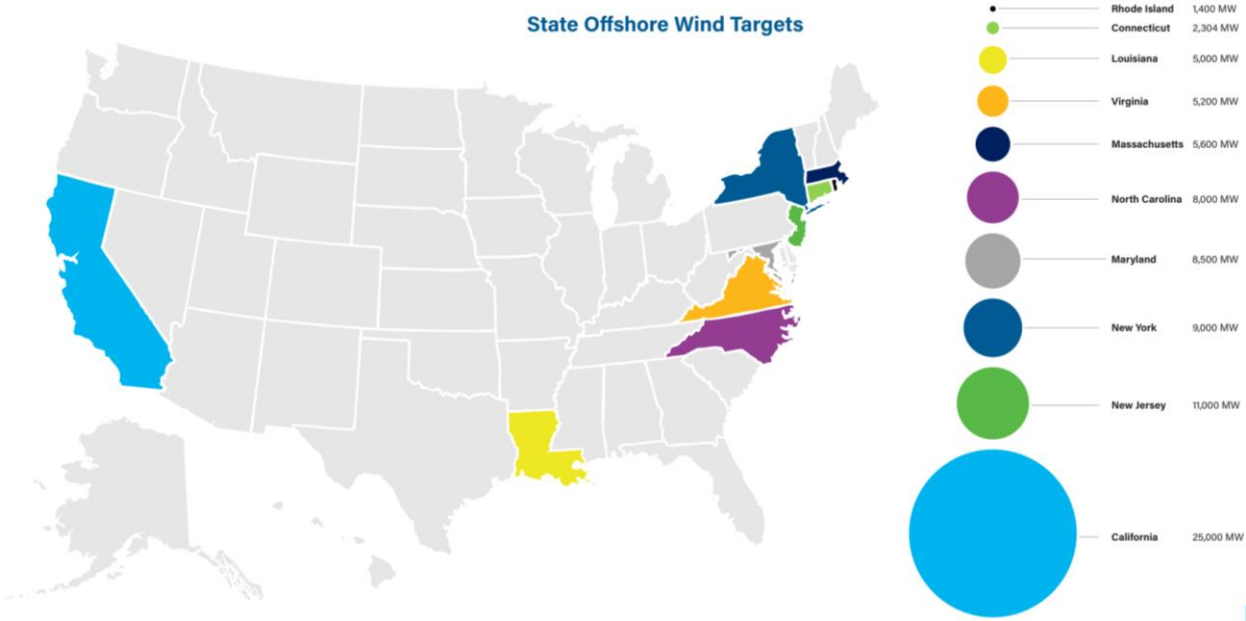 State Offshore Wind Targets
Rhode Island 1,400 MW
Connecticut 2,304 MW
Louisiana 5,000 MW
Virginia 5,200 MW
Massachusetts 5,600 MW
North Carolina 8,000 MW
Maryland 8,500 MW
New York 9,000 MW
New Jersey 11,000 MW
California 25,000 MW